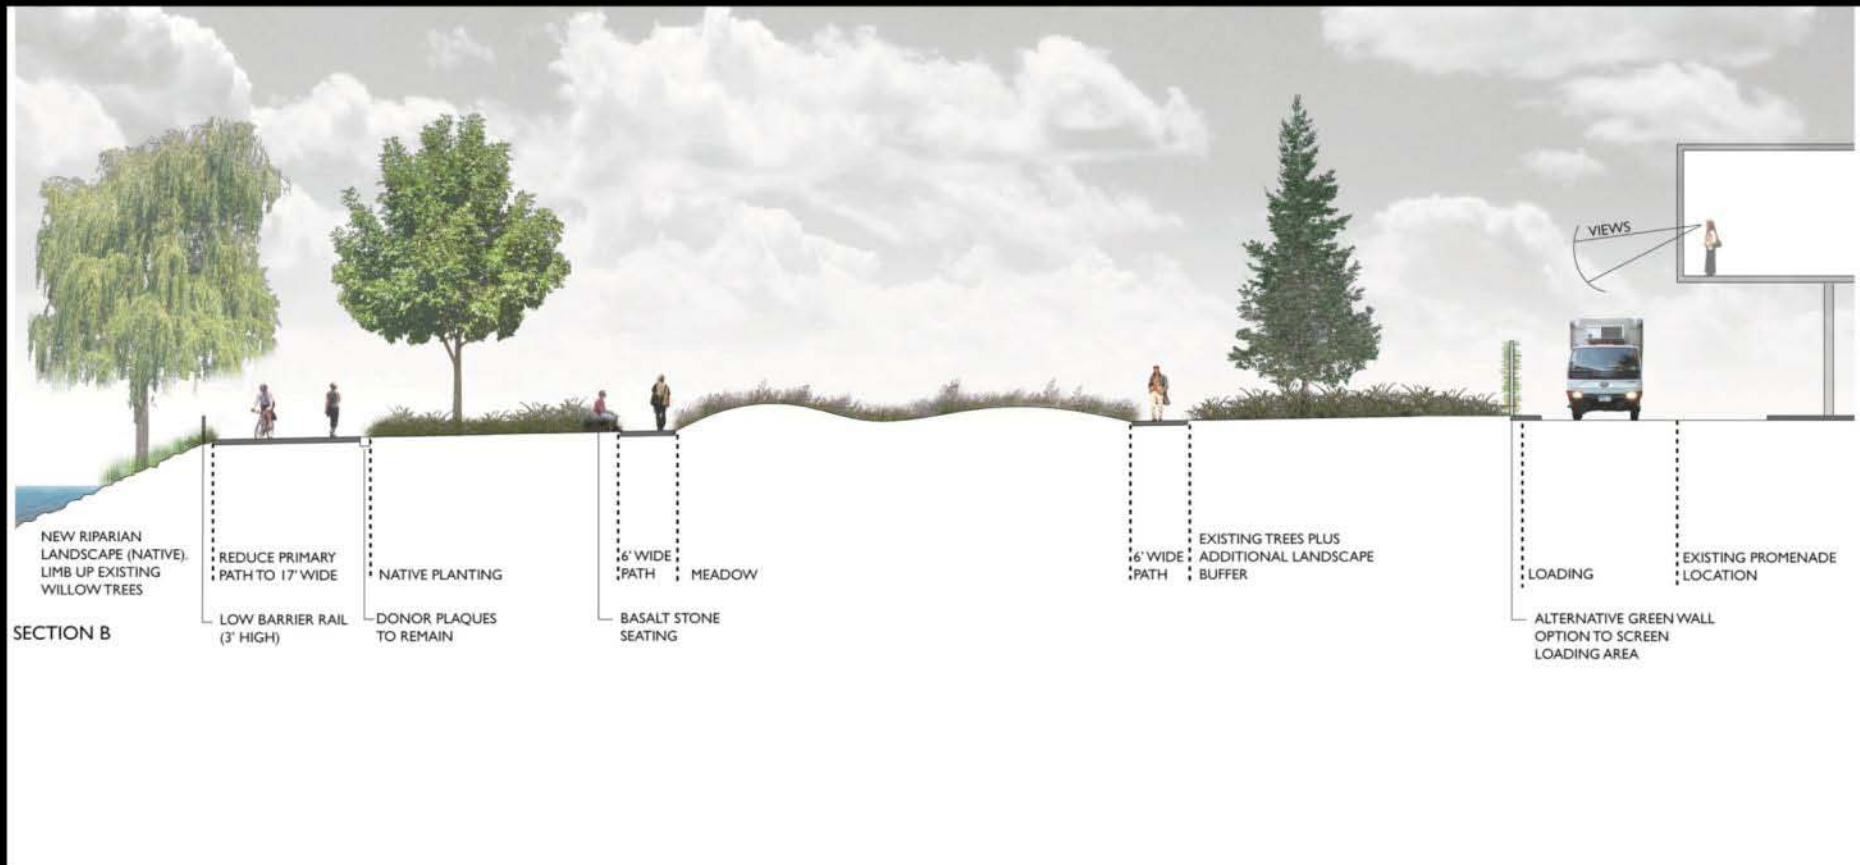 VIEWS
NEW RIPARIAN
LANDSCAPE (NATIVE).
LIMB UP EXISTING
WILLOW TREES
REDUCE PRIMARY
PATH TO 17' WIDE
NATIVE PLANTING
6' WIDE
PATH
MEADOW
6' WIDE
PATH
EXISTING TREES PLUS
ADDITIONAL LANDSCAPE
BUFFER
LOADING
EXISTING PROMENADE
LOCATION
LOW BARRIER RAIL
(3' HIGH)
DONOR PLAQUES
TO REMAIN
BASALT STONE
SEATING
ALTERNATIVE GREEN WALL
OPTION TO SCREEN
LOADING AREA
SECTION B